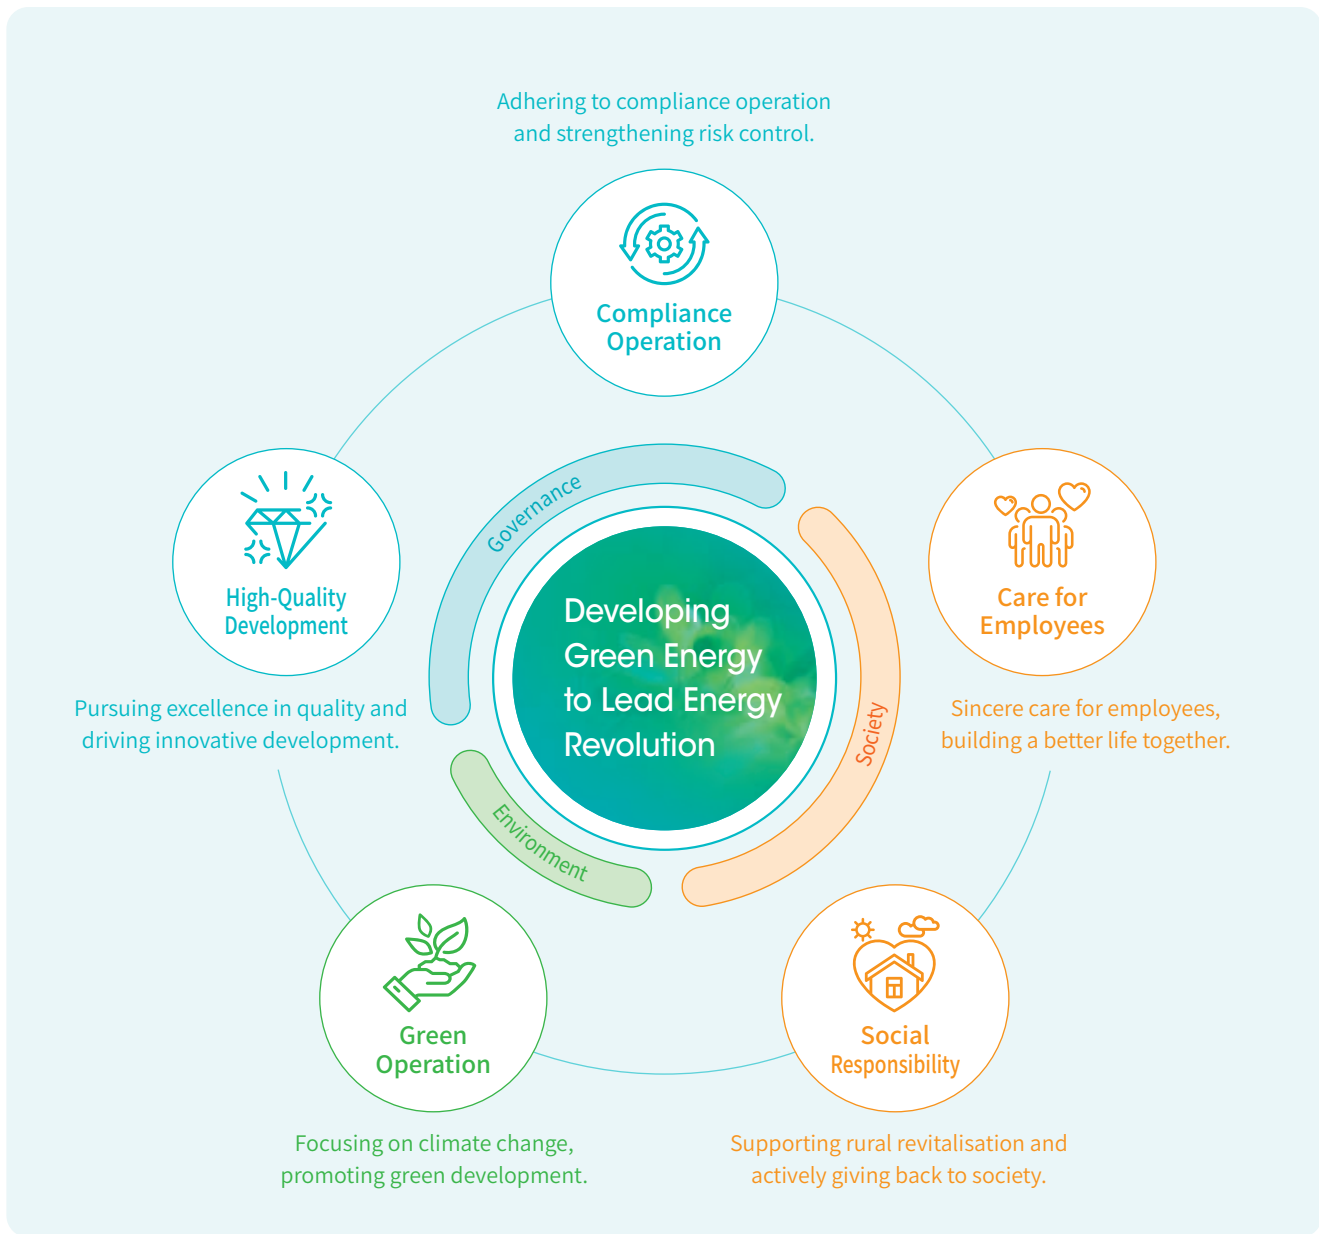 Adhering to compliance operation
and strengthening risk control.
Compliance
Operation
High-Quality
Development
Pursuing excellence in quality and
driving innovative development.
Care for
Employees
Sincere care for employees,
building a better life together.
Governance
Society
Environment
Developing
Green Energy
to Lead Energy
Revolution
Green
Operation
Focusing on climate change,
promoting green development.
Social
Responsibility
Supporting rural revitalisation and
actively giving back to society.